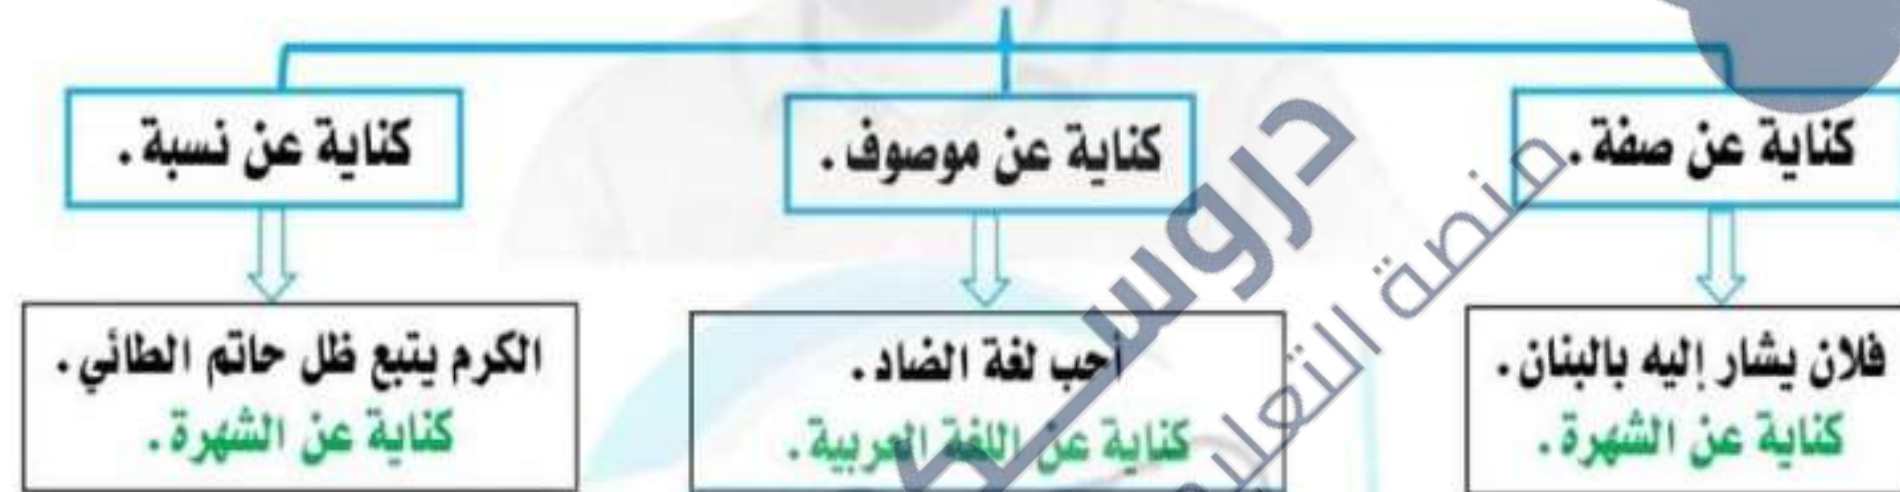 كناية عن صفة .
كناية عن موصوف .
كناية عن نسبة .
فلان يشار إليه بالبنان .
كناية عن الشهرة .
أحب لغة الضاد .
كناية عن اللغة العربية .
الكرم يتبع ظل حاتم الطائي .
كناية عن الشهرة .
منصة